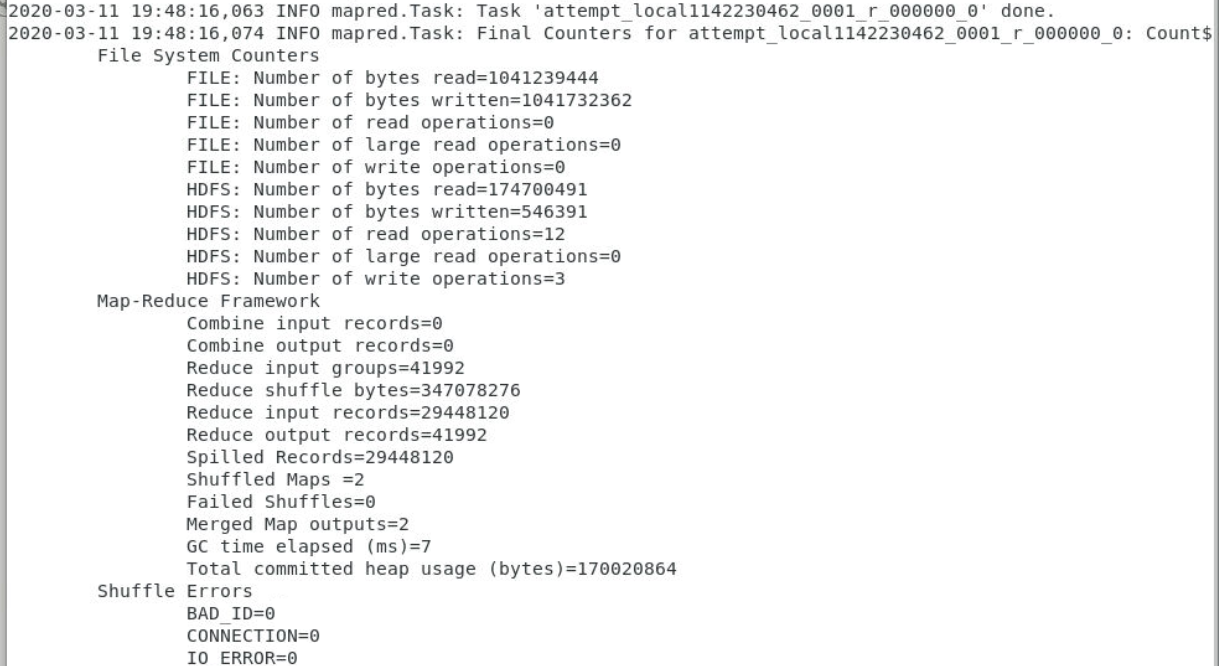 2020-03-11 19:48:16,063 INFO mapred.Task: Task 'attempt_local1142230462_0001_r_000000_0' done.
2020-03-11 19:48:16,074 INFO mapred.Task: Final Counters for attempt_local1142230462_0001_r_000000_0: Count$
File System Counters
FILE: Number of bytes read=1041239444
FILE: Number of bytes written=1041732362
FILE: Number of read operations=0
FILE: Number of large read operations=0
FILE: Number of write operations=0
HDFS: Number of bytes read=174700491
HDFS: Number of bytes written=546391
HDFS: Number of read operations=12
HDFS: Number of large read operations=0
HDFS: Number of write operations=3
Map-Reduce Framework
Combine input records=0
Combine output records=0
Reduce input groups=41992
Reduce shuffle bytes=347078276
Reduce input records=29448120
Reduce output records=41992
Spilled Records=29448120
Shuffled Maps =2
Failed Shuffles=0
Merged Map outputs=2
GC time elapsed (ms)=7
Total committed heap usage (bytes)=170020864
Shuffle Errors
BAD_ID=0
CONNECTION=0
IO_ERROR=0